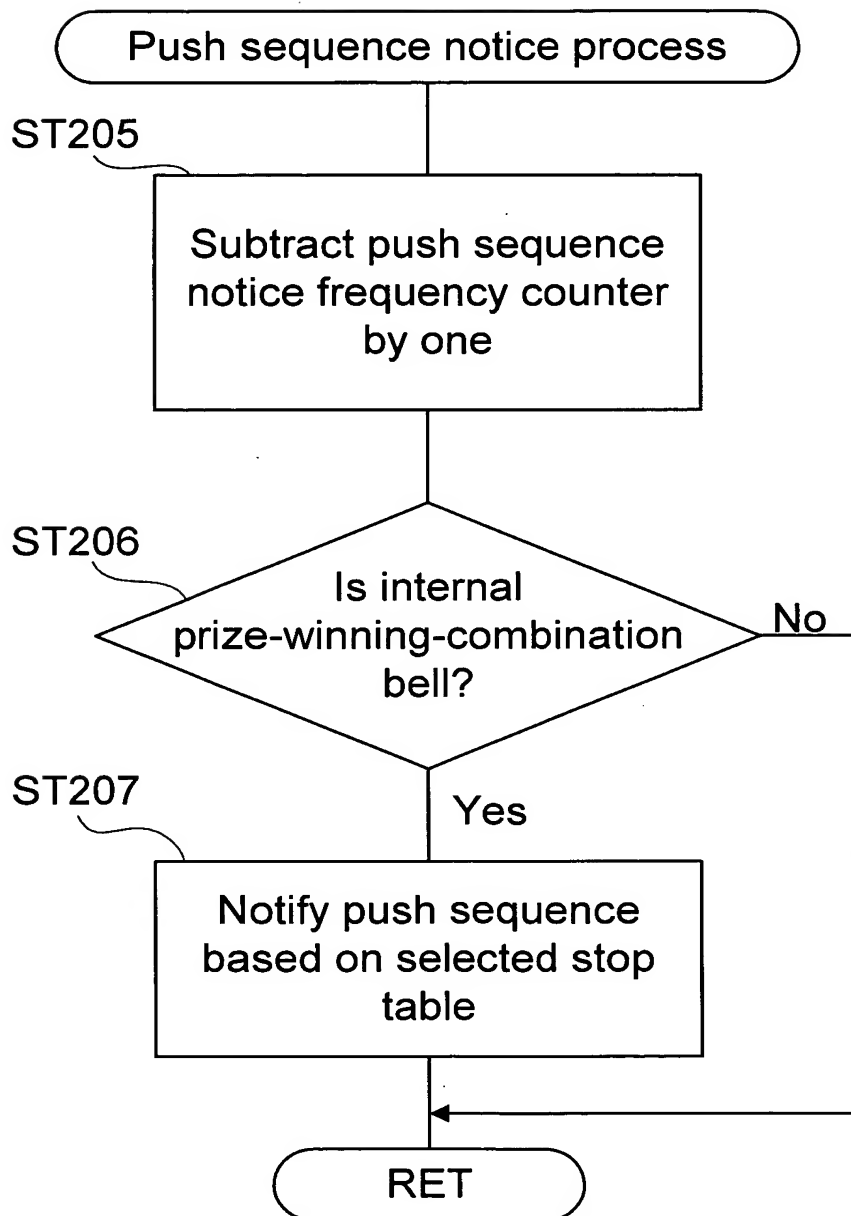 Push sequence notice process
ST205
Subtract push sequence
notice frequency counter
by one
ST206
Is internal
prize-winning-combination
bell?
No
ST207
Yes
Notify push sequence
based on selected stop
table
RET